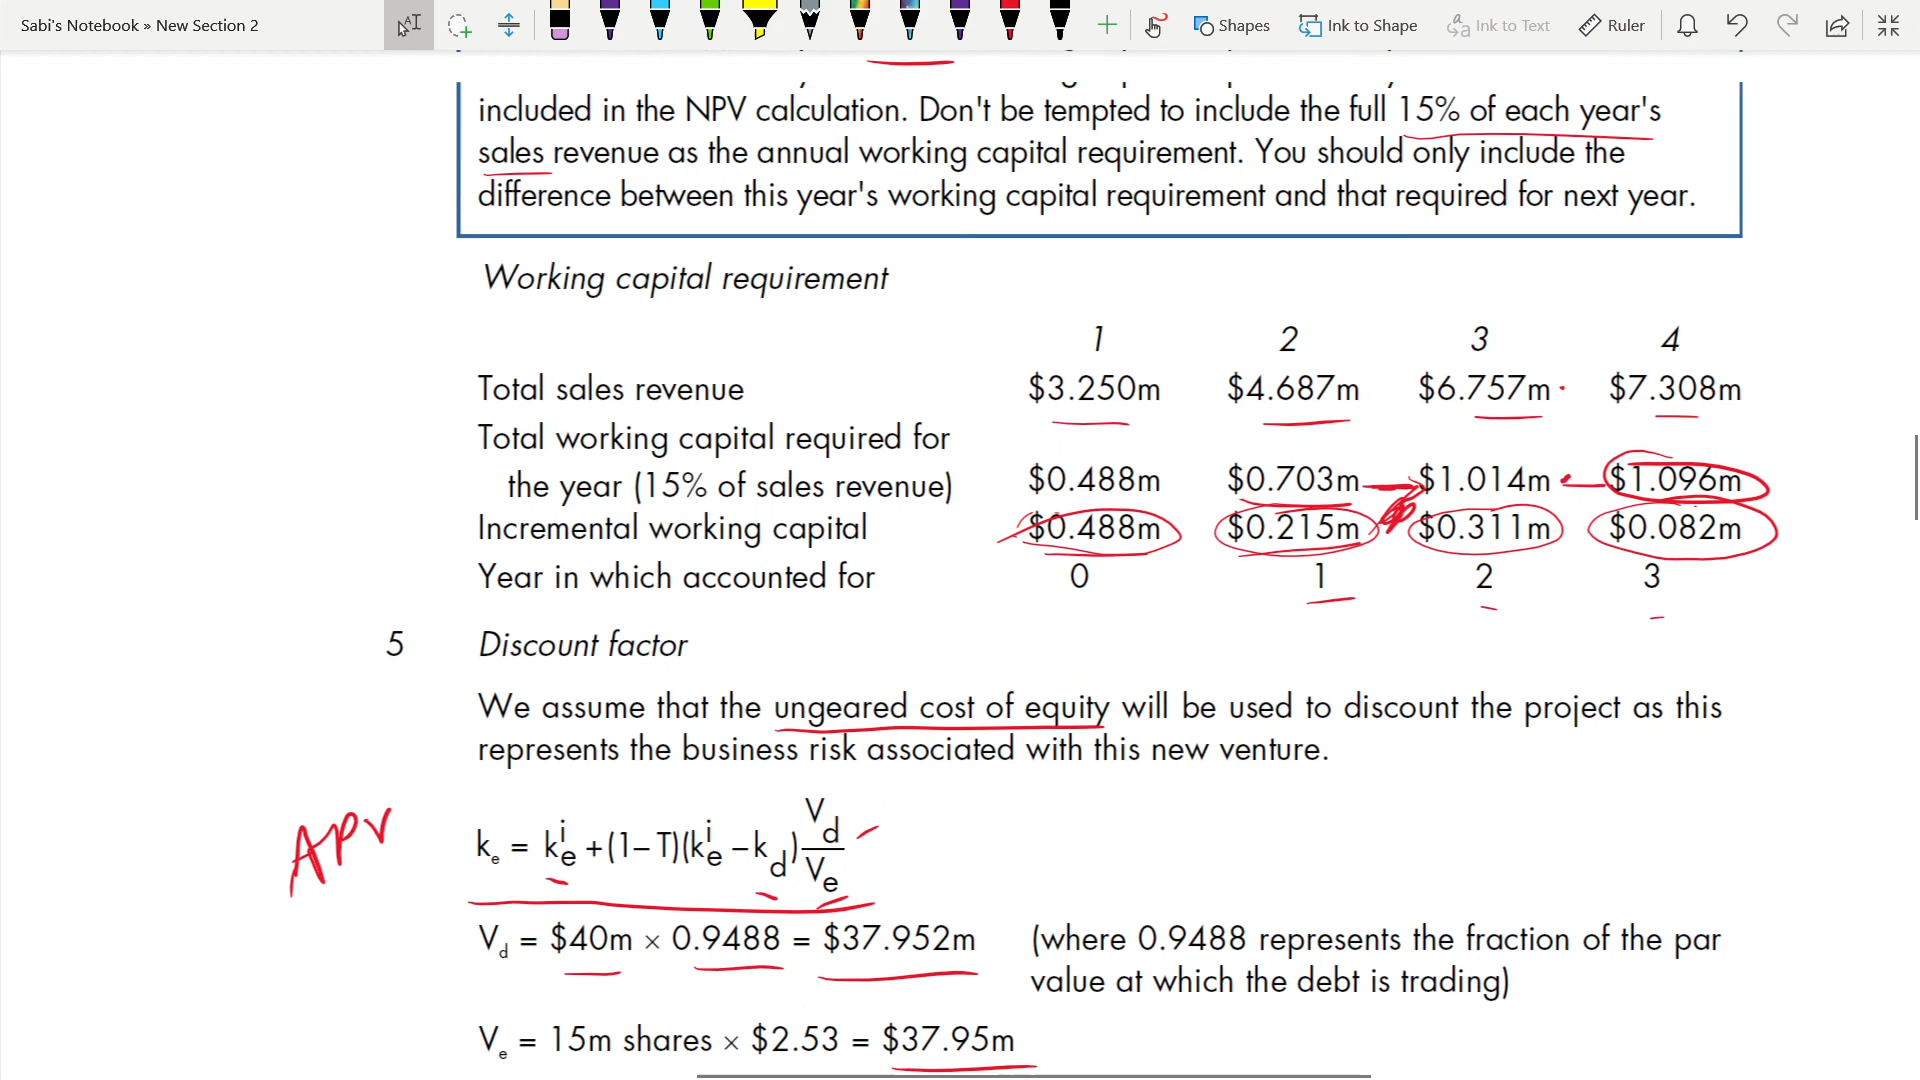 Sabi's Notebook » New Section 2
Shapes Ink to Shape Ink to Text Ruler
included in the NPV calculation. Don't be tempted to include the full 15% of each year's
sales revenue as the annual working capital requirement. You should only include the
difference between this year's working capital requirement and that required for next year.
Working capital requirement
1 2 3 4
Total sales revenue $3.250m $4.687m $6.757m $7.308m
Total working capital required for
the year (15% of sales revenue) $0.488m $0.703m $1.014m $1.096m
Incremental working capital $0.488m $0.215m $0.311m $0.082m
Year in which accounted for 0 1 2 3
5 Discount factor
We assume that the ungeared cost of equity will be used to discount the project as this
represents the business risk associated with this new venture.
APV
kₑ = kₑⁱ + (1 – T)(kₑⁱ – k_d) V_d/Vₑ
V_d = $40m × 0.9488 = $37.952m (where 0.9488 represents the fraction of the par
value at which the debt is trading)
Vₑ = 15m shares × $2.53 = $37.95m